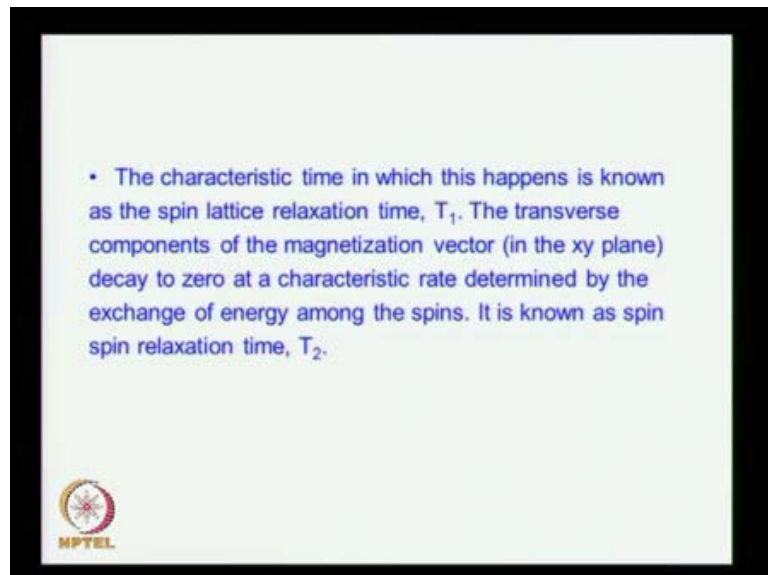 • The characteristic time in which this happens is known
as the spin lattice relaxation time, T₁. The transverse
components of the magnetization vector (in the xy plane)
decay to zero at a characteristic rate determined by the
exchange of energy among the spins. It is known as spin
spin relaxation time, T₂.
NPTEL